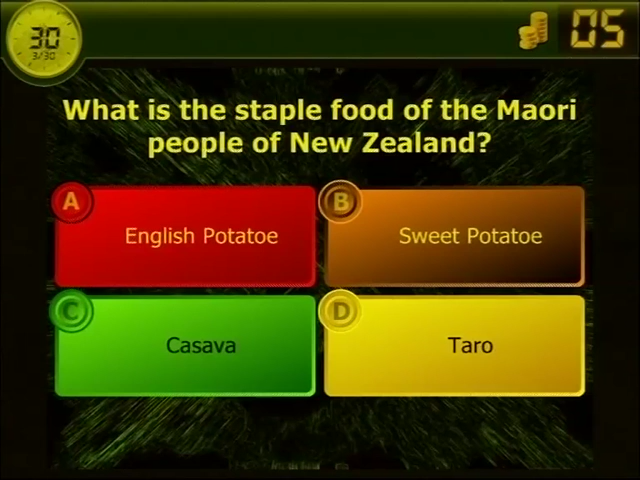 30
3/30
05
What is the staple food of the Maori
people of New Zealand?
A
English Potatoe
B
Sweet Potatoe
C
Casava
D
Taro